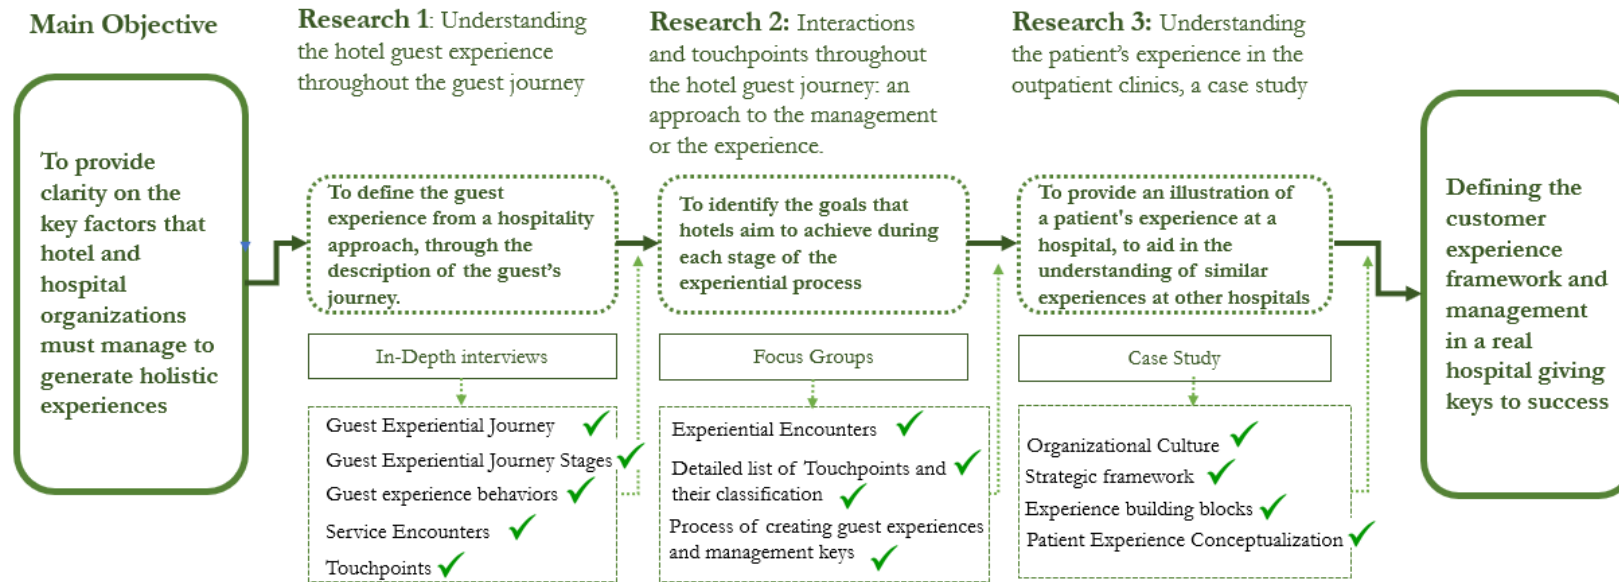 Main Objective
To provide
clarity on the
key factors that
hotel and
hospital
organizations
must manage to
generate holistic
experiences
Research 1: Understanding
the hotel guest experience
throughout the guest journey
To define the guest
experience from a hospitality
approach, through the
description of the guest's
journey.
In-Depth interviews
Guest Experiential Journey
Guest Experiential Journey Stages
Guest experience behaviors
Service Encounters
Touchpoints
Research 2: Interactions
and touchpoints throughout
the hotel guest journey: an
approach to the management
or the experience.
To identify the goals that
hotels aim to achieve during
each stage of the
experiential process
Focus Groups
Experiential Encounters
Detailed list of Touchpoints and
their classification
Process of creating guest experiences
and management keys
Research 3: Understanding
the patient's experience in the
outpatient clinics, a case study
To provide an illustration of
a patient's experience at a
hospital, to aid in the
understanding of similar
experiences at other hospitals
Case Study
Organizational Culture
Strategic framework
Experience building blocks
Patient Experience Conceptualization
Defining the
customer
experience
framework and
management
in a real
hospital giving
keys to success